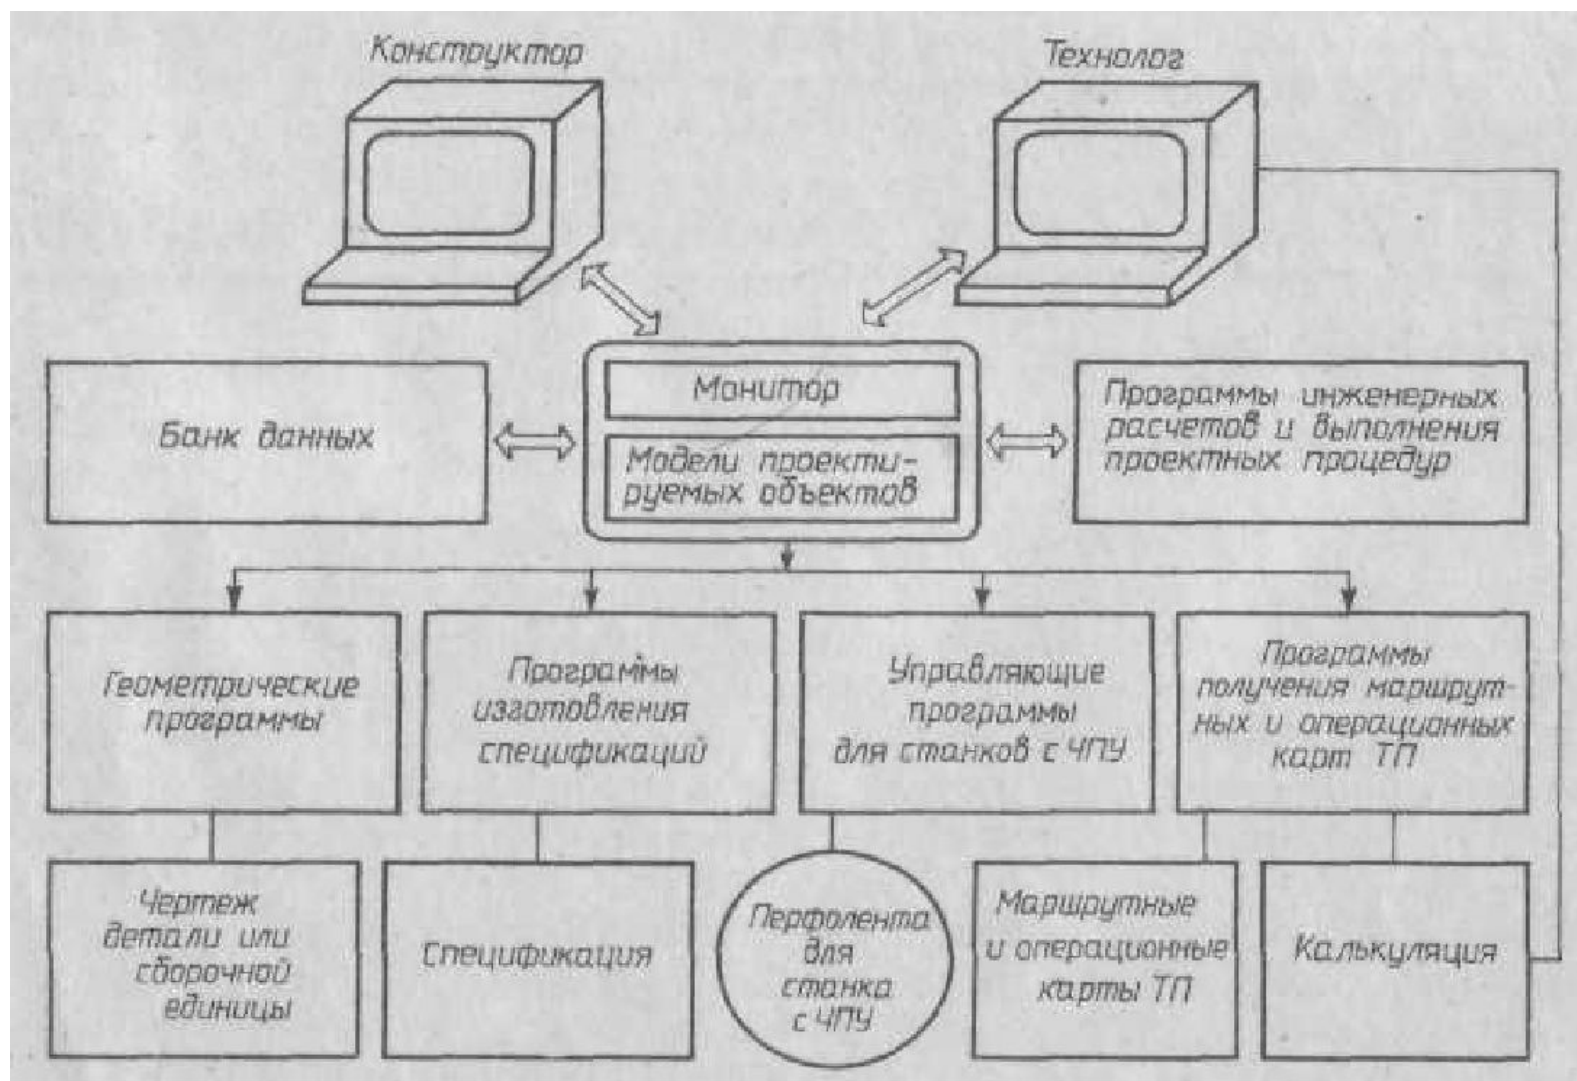 Конструктор
Технолог
Монитор
Банк данных
Модели проекти-
руемых объектов
Программы инженерных
расчетов и выполнения
проектных процедур
Геометрические
программы
Программы
изготовления
спецификаций
Управляющие
программы
для станков с ЧПУ
Программы
получения маршрут-
ных и операционных
карт ТП
Чертеж
детали или
сборочной
единицы
Спецификация
Перфолента
для
станка
с ЧПУ
Маршрутные
и операционные
карты ТП
Калькуляция